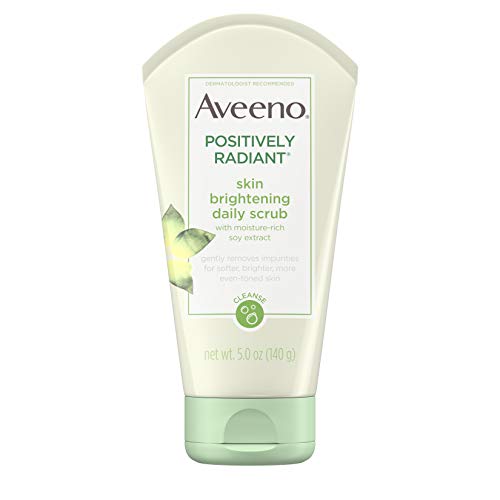 DERMATOLOGIST RECOMMENDED
Aveeno®
POSITIVELY
RADIANT®
skin
brightening
daily scrub
with moisture-rich
soy extract
gently removes impurities
for softer, brighter, more
even-toned skin
CLEANSE
net wt. 5.0 oz (140 g)